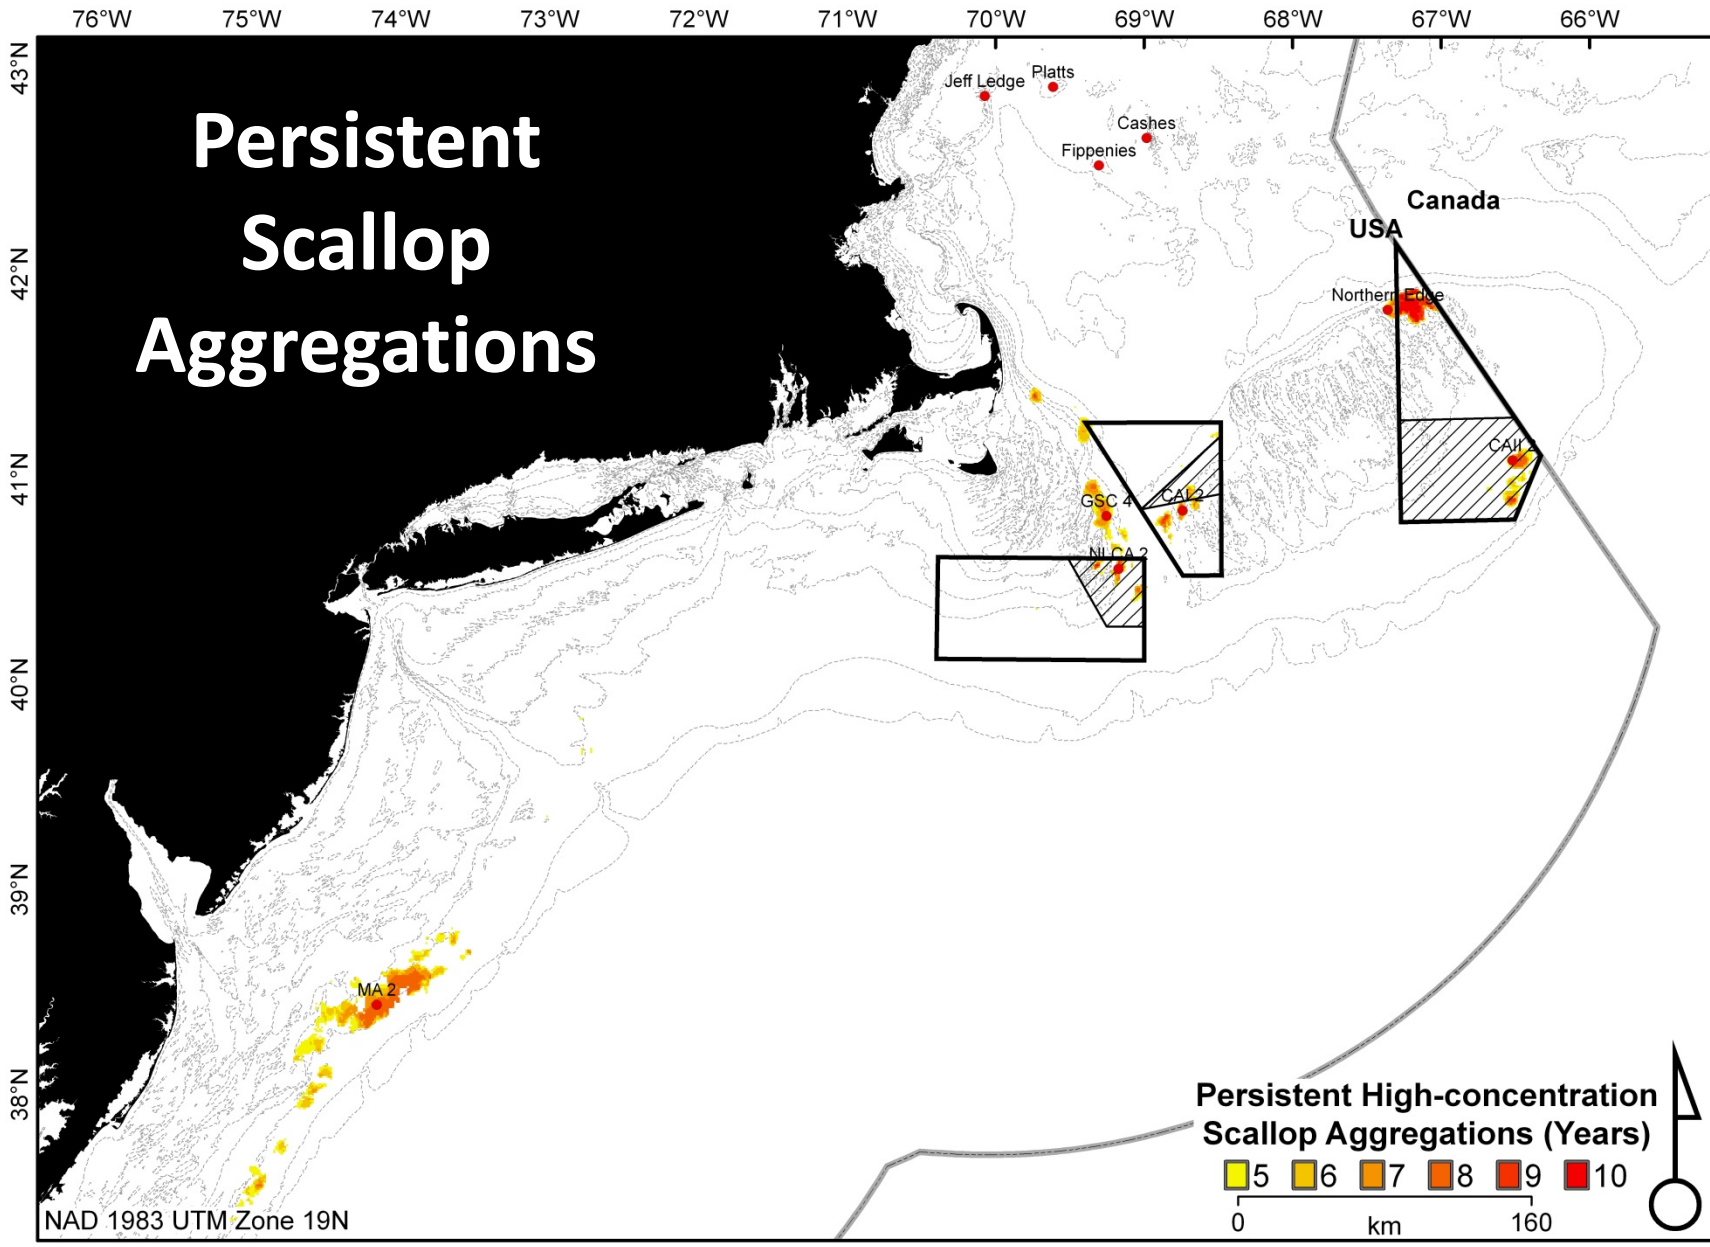 76°W 75°W 74°W 73°W 72°W 71°W 70°W 69°W 68°W 67°W 66°W
43°N
42°N
41°N
40°N
39°N
38°N
Persistent
Scallop
Aggregations
Jeff Ledge
Platts
Cashes
Fippenies
Canada
USA
Northern Edge
CAII 2
GSC 4
CAI 2
NLCA 2
MA 2
Persistent High-concentration
Scallop Aggregations (Years)
5 6 7 8 9 10
0 km 160
NAD 1983 UTM Zone 19N